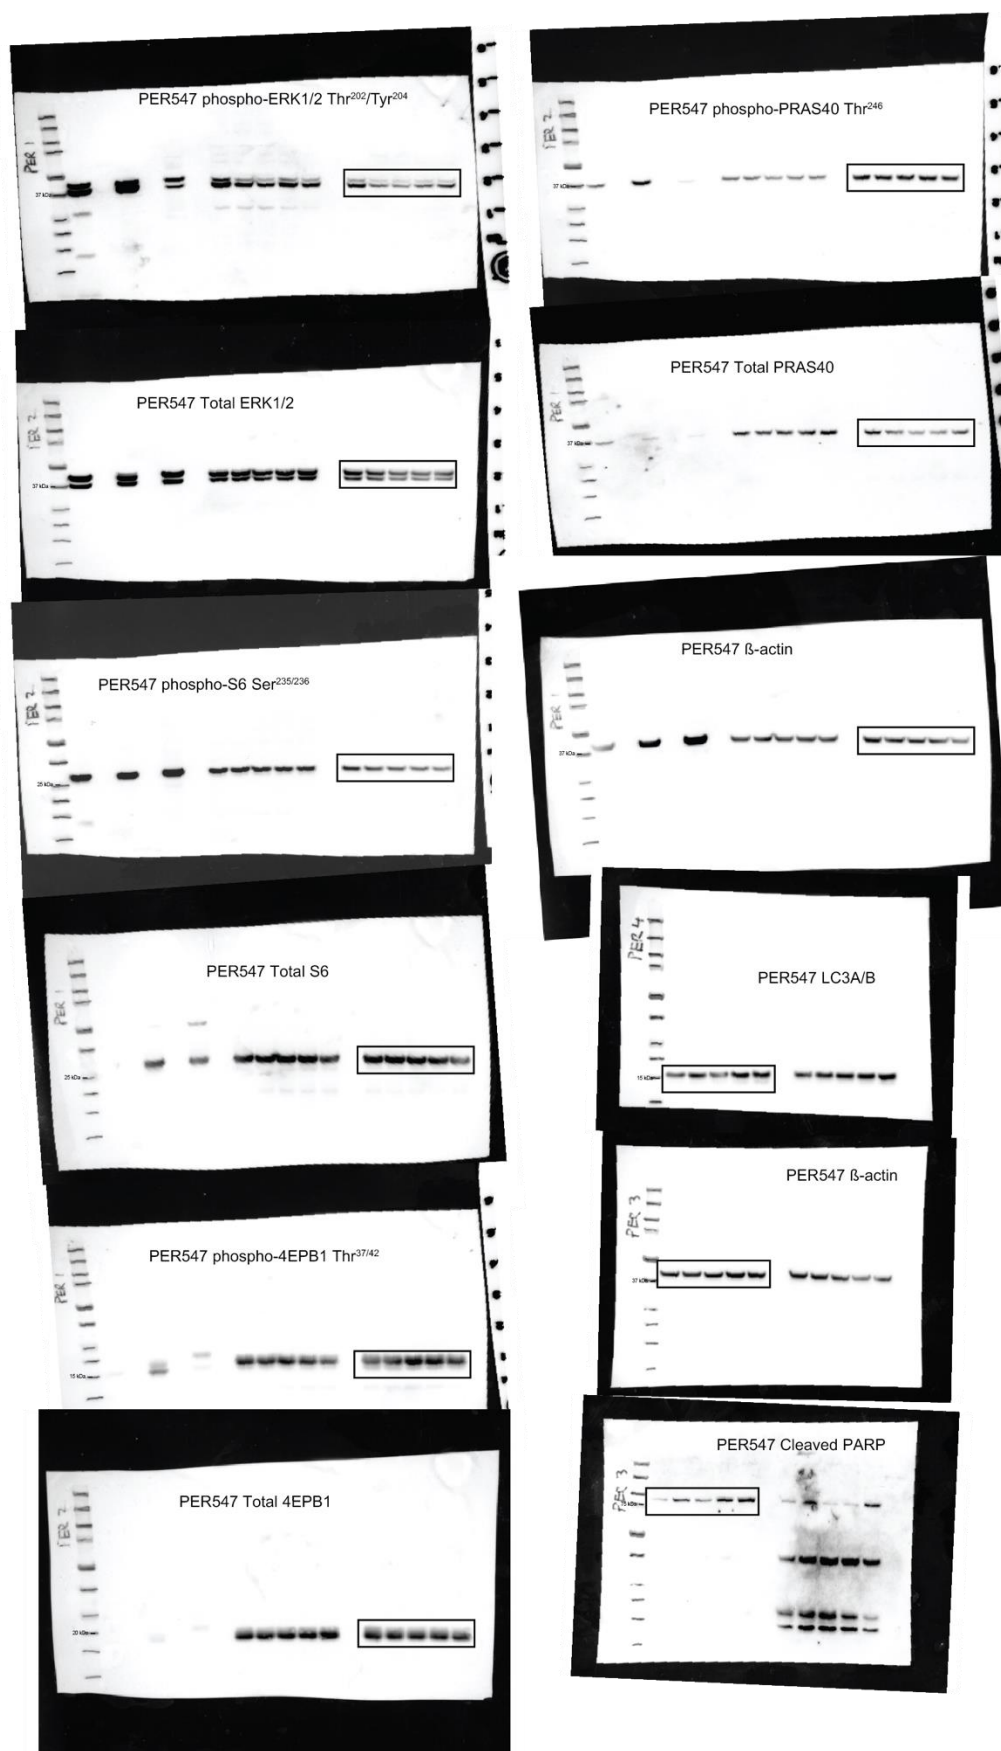 PER547 phospho-ERK1/2 Thr202/Tyr204
PER 1
37 kDa
PER547 Total ERK1/2
PER 2
37 kDa
PER547 phospho-S6 Ser235/236
PER 2
25 kDa
PER547 Total S6
PER 1
25 kDa
PER547 phospho-4EPB1 Thr37/42
PER 1
15 kDa
PER547 Total 4EPB1
PER 2
20 kDa
PER547 phospho-PRAS40 Thr246
PER 2
37 kDa
PER547 Total PRAS40
PER 1
37 kDa
PER547 ß-actin
PER 1
37 kDa
PER 4
PER547 LC3A/B
15 kDa
PER547 ß-actin
PER 3
37 kDa
PER547 Cleaved PARP
PER 3
75 kDa